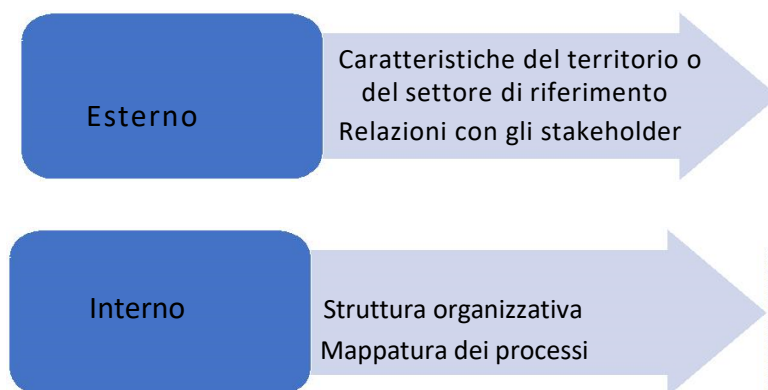 Esterno
Caratteristiche del territorio o
del settore di riferimento
Relazioni con gli stakeholder
Interno
Struttura organizzativa
Mappatura dei processi